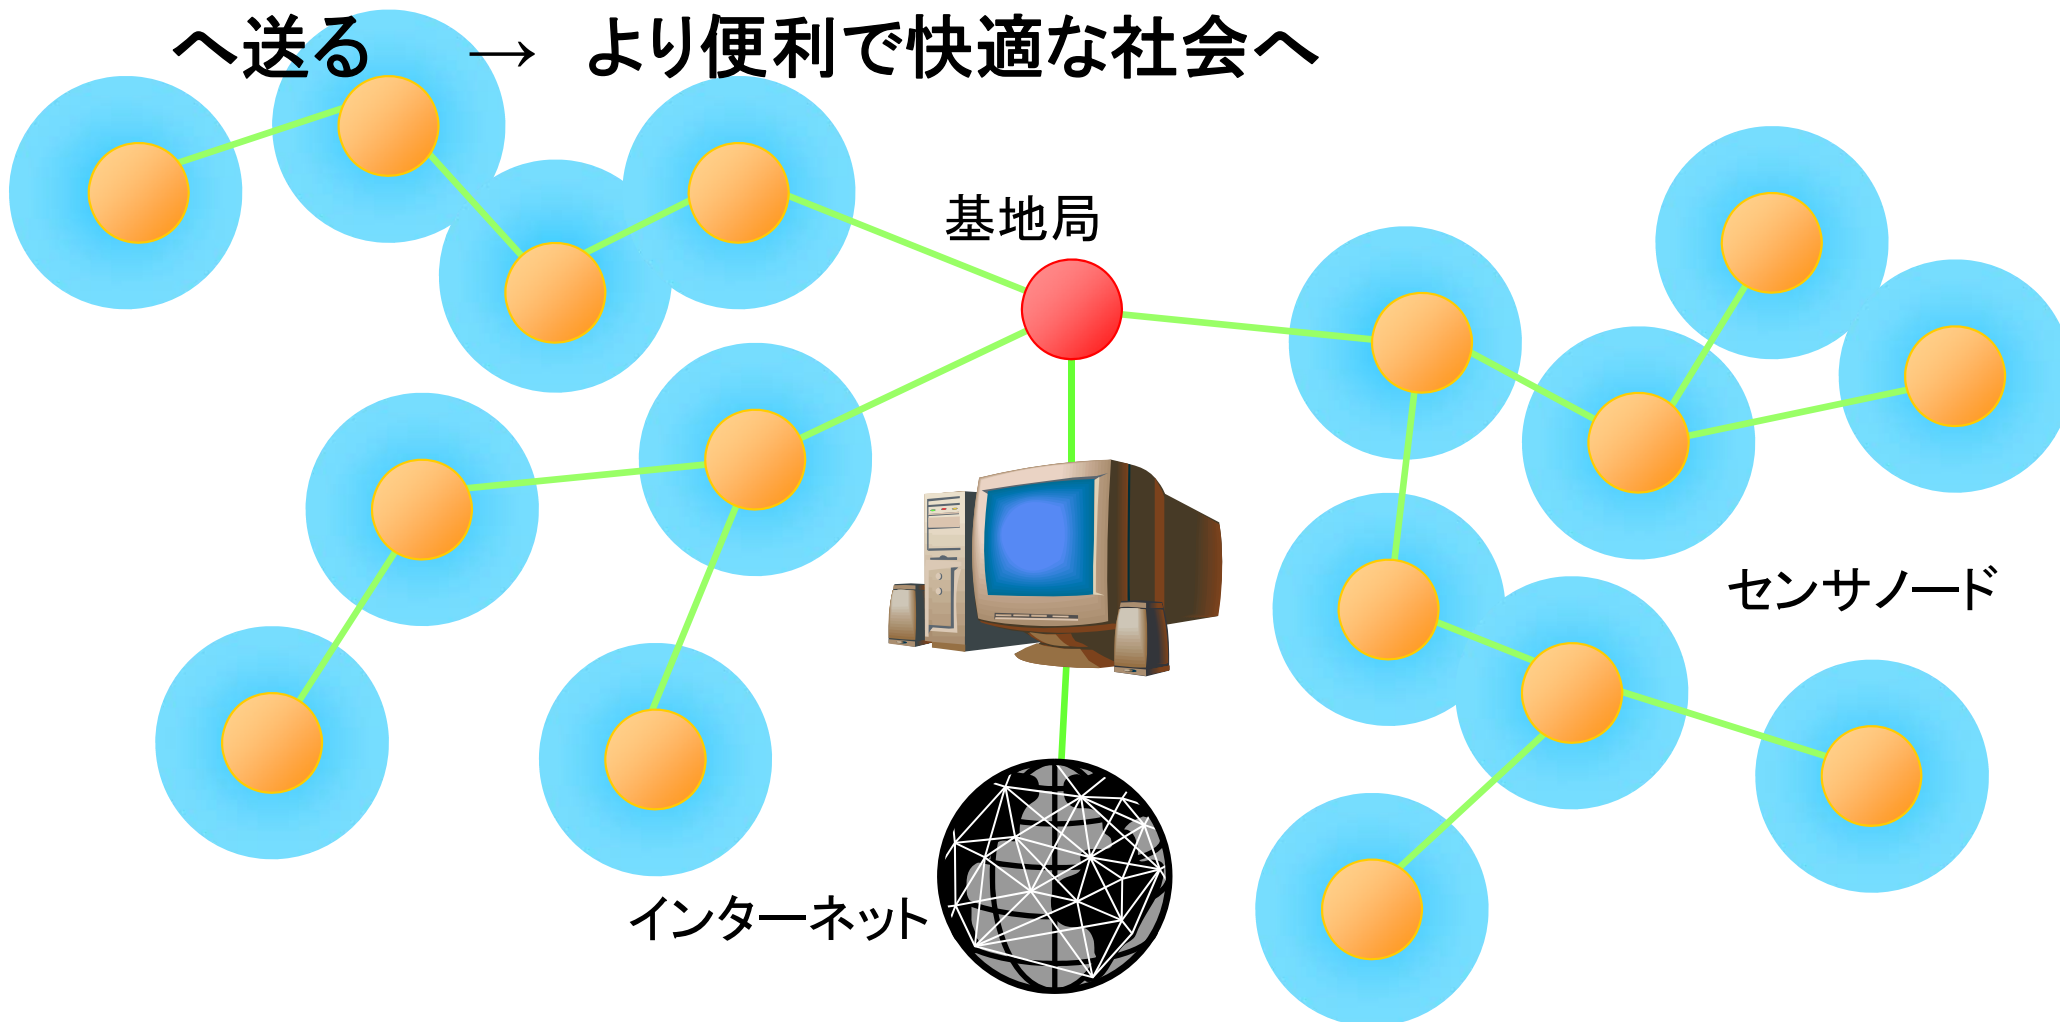 へ送る　→　より便利で快適な社会へ
基地局
センサノード
インターネット